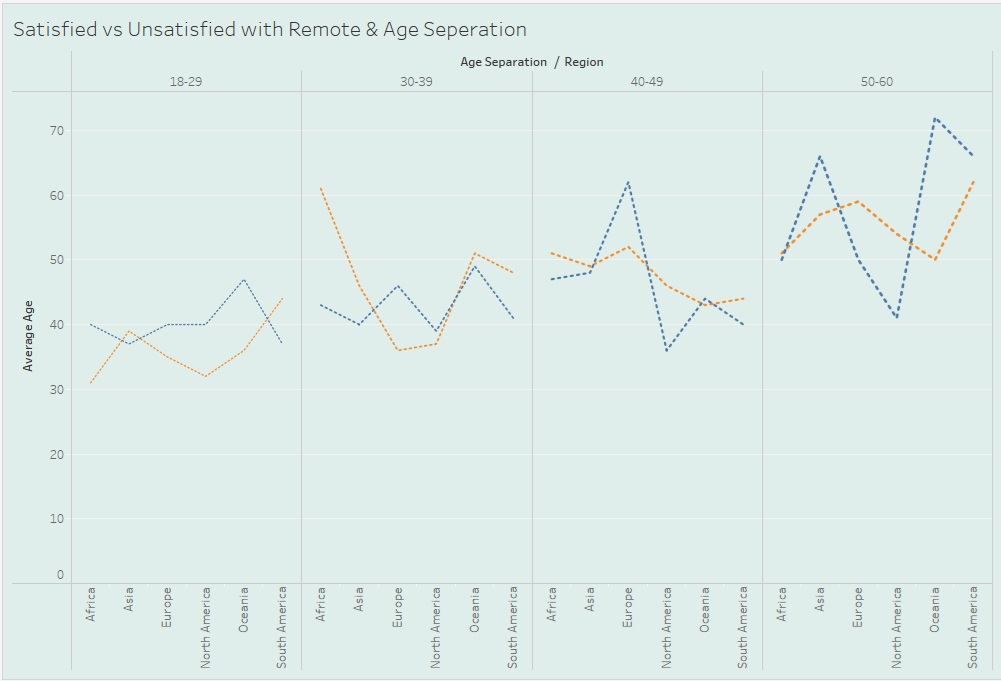 Satisfied vs Unsatisfied with Remote & Age Seperation
Age Separation / Region
18-29
30-39
40-49
50-60
Average Age
70
60
50
40
30
20
10
0
Africa
Asia
Europe
North America
Oceania
South America
Africa
Asia
Europe
North America
Oceania
South America
Africa
Asia
Europe
North America
Oceania
South America
Africa
Asia
Europe
North America
Oceania
South America